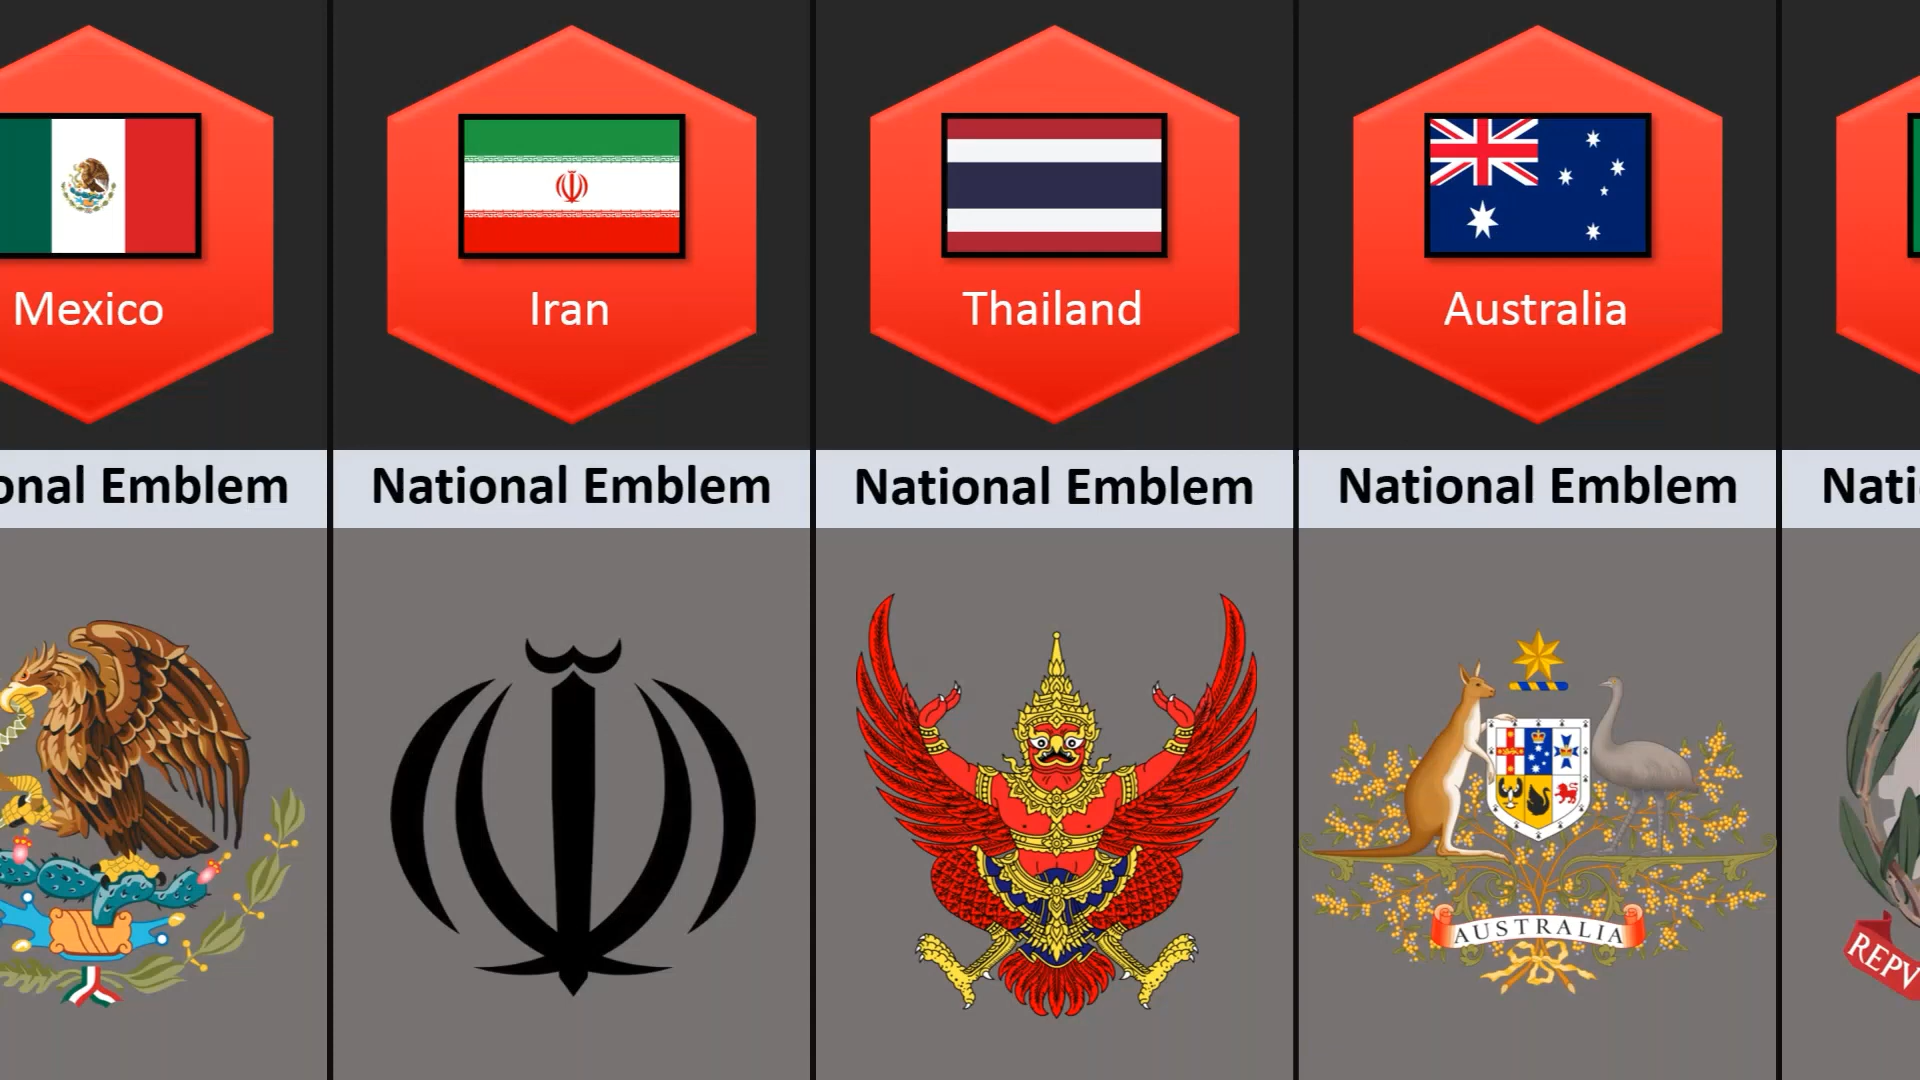 Mexico
Iran
Thailand
Australia
onal Emblem
National Emblem
National Emblem
National Emblem
Nati
AUSTRALIA
REPV